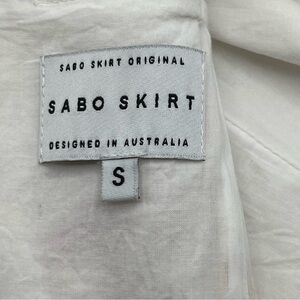 SABO SKIRT ORIGINAL
SABO SKIRT
DESIGNED IN AUSTRALIA
S